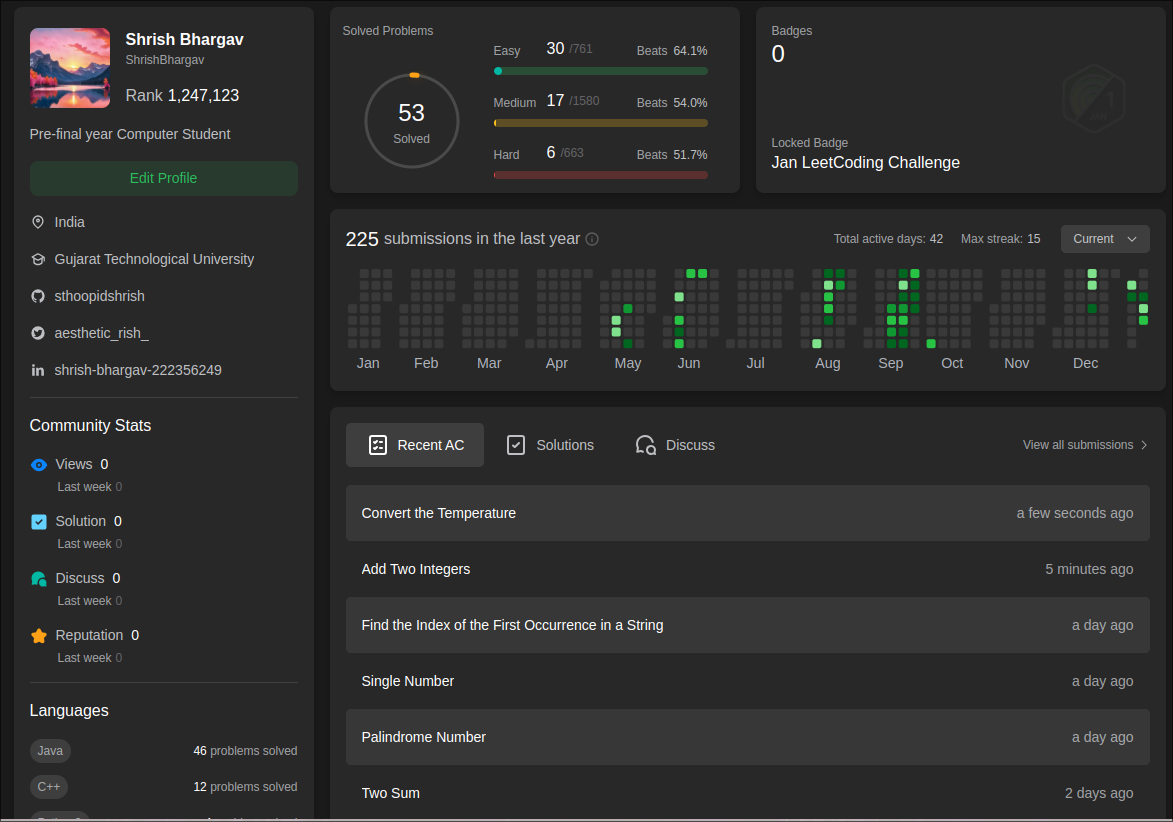 Shrish Bhargav
ShrishBhargav
Rank 1,247,123
Pre-final year Computer Student
Edit Profile
India
Gujarat Technological University
sthoopidshrish
aesthetic_rish_
shrish-bhargav-222356249
Community Stats
Views 0
Last week 0
Solution 0
Last week 0
Discuss 0
Last week 0
Reputation 0
Last week 0
Languages
Java 46 problems solved
C++ 12 problems solved
Solved Problems
53
Solved
Easy 30 /761 Beats 64.1%
Medium 17 /1580 Beats 54.0%
Hard 6 /663 Beats 51.7%
Badges
0
Locked Badge
Jan LeetCoding Challenge
225 submissions in the last year
Total active days: 42 Max streak: 15 Current
Jan Feb Mar Apr May Jun Jul Aug Sep Oct Nov Dec
Recent AC Solutions Discuss View all submissions
Convert the Temperature a few seconds ago
Add Two Integers 5 minutes ago
Find the Index of the First Occurrence in a String a day ago
Single Number a day ago
Palindrome Number a day ago
Two Sum 2 days ago